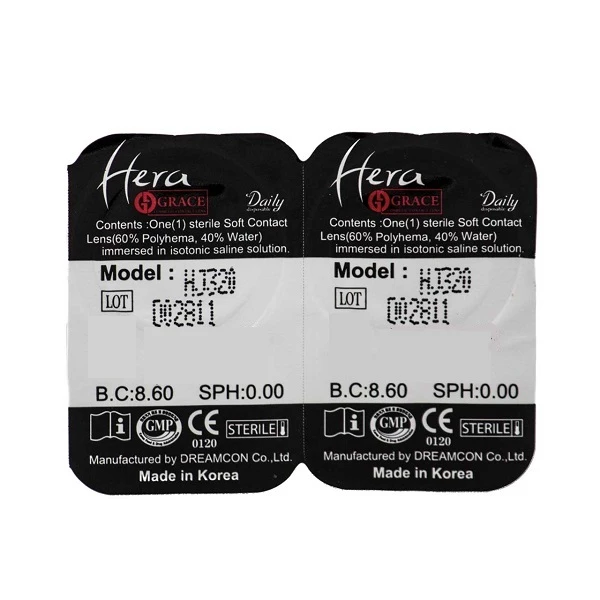 Hera
GRACE
Daily
Contents :One(1) sterile Soft Contact
Lens(60% Polyhema, 40% Water)
immersed in isotonic saline solution.
Model : HJ320
LOT
B.C:8.60 SPH:0.00
GMP
CE 0120
STERILE
Manufactured by DREAMCON Co.,Ltd.
Made in Korea
Hera
GRACE
Daily
Contents :One(1) sterile Soft Contact
Lens(60% Polyhema, 40% Water)
immersed in isotonic saline solution.
Model : HJ320
LOT
B.C:8.60 SPH:0.00
GMP
CE 0120
STERILE
Manufactured by DREAMCON Co.,Ltd.
Made in Korea